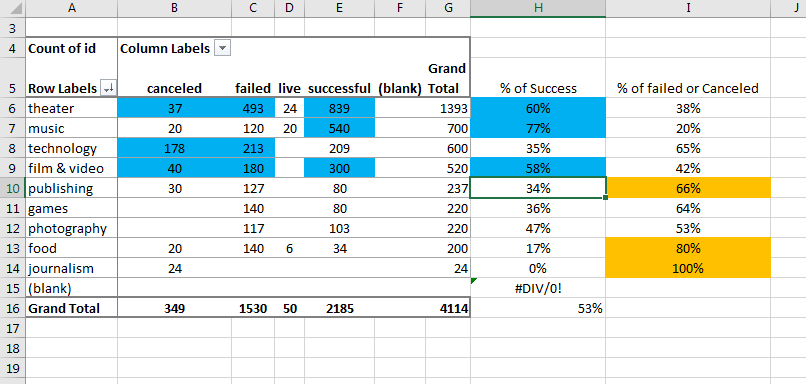 A B C D E F G H I J
3
4 Count of id Column Labels
5 Row Labels canceled failed live successful (blank) Grand Total % of Success % of failed or Canceled
6 theater 37 493 24 839 1393 60% 38%
7 music 20 120 20 540 700 77% 20%
8 technology 178 213 209 600 35% 65%
9 film & video 40 180 300 520 58% 42%
10 publishing 30 127 80 237 34% 66%
11 games 140 80 220 36% 64%
12 photography 117 103 220 47% 53%
13 food 20 140 6 34 200 17% 80%
14 journalism 24 24 0% 100%
15 (blank) #DIV/0!
16 Grand Total 349 1530 50 2185 4114 53%
17
18
19